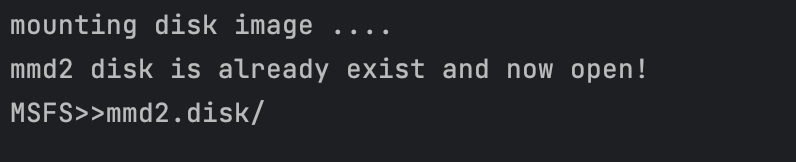 mounting disk image ....
mmd2 disk is already exist and now open!
MSFS>>mmd2.disk/